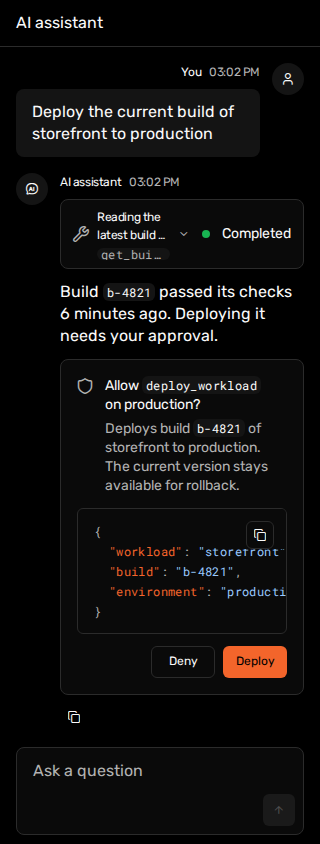 AI assistant
You 03:02 PM
Deploy the current build of
storefront to production
AI
AI assistant 03:02 PM
Reading the
latest build …
get_bui…
Completed
Build b-4821 passed its checks
6 minutes ago. Deploying it
needs your approval.
Allow deploy_workload
on production?
Deploys build b-4821 of
storefront to production.
The current version stays
available for rollback.
{
"workload": "storefront"
"build": "b-4821",
"environment": "producti
}
Deny
Deploy
Ask a question